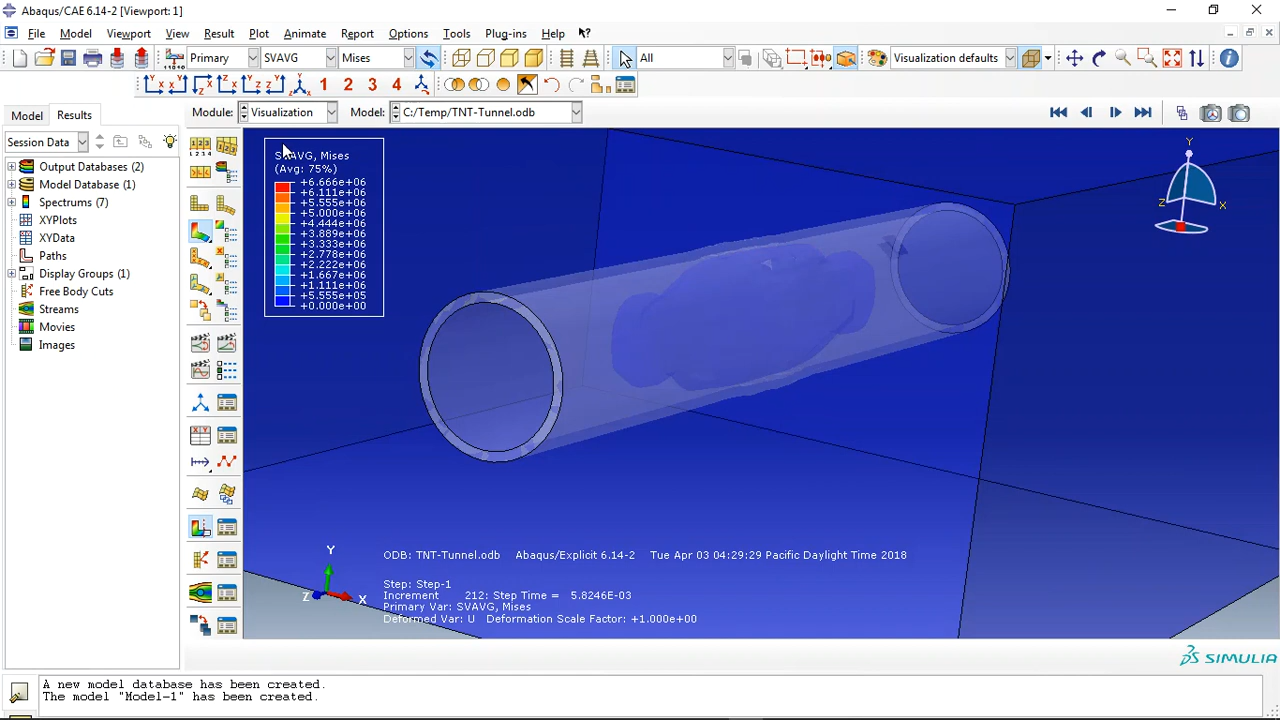 Abaqus/CAE 6.14-2 [Viewport: 1]
File Model Viewport View Result Plot Animate Report Options Tools Plug-ins Help
Primary SVAVG Mises All Visualization defaults
1 2 3 4
Module: Visualization Model: C:/Temp/TNT-Tunnel.odb
Model Results
Session Data
Output Databases (2)
Model Database (1)
Spectrums (7)
XYPlots
XYData
Paths
Display Groups (1)
Free Body Cuts
Streams
Movies
Images
SVAVG, Mises
(Avg: 75%)
+6.666e+06
+6.111e+06
+5.555e+06
+5.000e+06
+4.444e+06
+3.889e+06
+3.333e+06
+2.778e+06
+2.222e+06
+1.667e+06
+1.111e+06
+5.555e+05
+0.000e+00
Y
Z
X
Y
Z
X
ODB: TNT-Tunnel.odb Abaqus/Explicit 6.14-2 Tue Apr 03 04:29:29 Pacific Daylight Time 2018
Step: Step-1
Increment 212: Step Time = 5.8246E-03
Primary Var: SVAVG, Mises
Deformed Var: U Deformation Scale Factor: +1.000e+00
SIMULIA
A new model database has been created.
The model "Model-1" has been created.